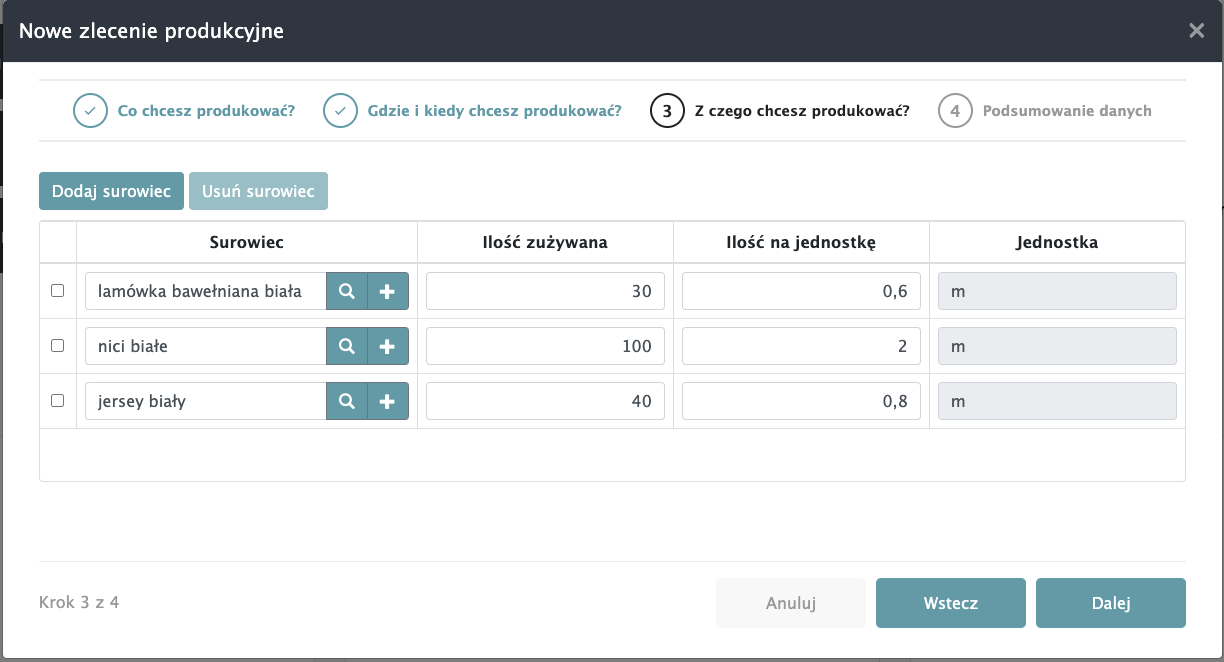 Nowe zlecenie produkcyjne ×
Co chcesz produkować? Gdzie i kiedy chcesz produkować? 3 Z czego chcesz produkować? 4 Podsumowanie danych
Dodaj surowiec Usuń surowiec
Surowiec Ilość zużywana Ilość na jednostkę Jednostka
lamówka bawełniana biała 30 0,6 m
nici białe 100 2 m
jersey biały 40 0,8 m
Krok 3 z 4 Anuluj Wstecz Dalej